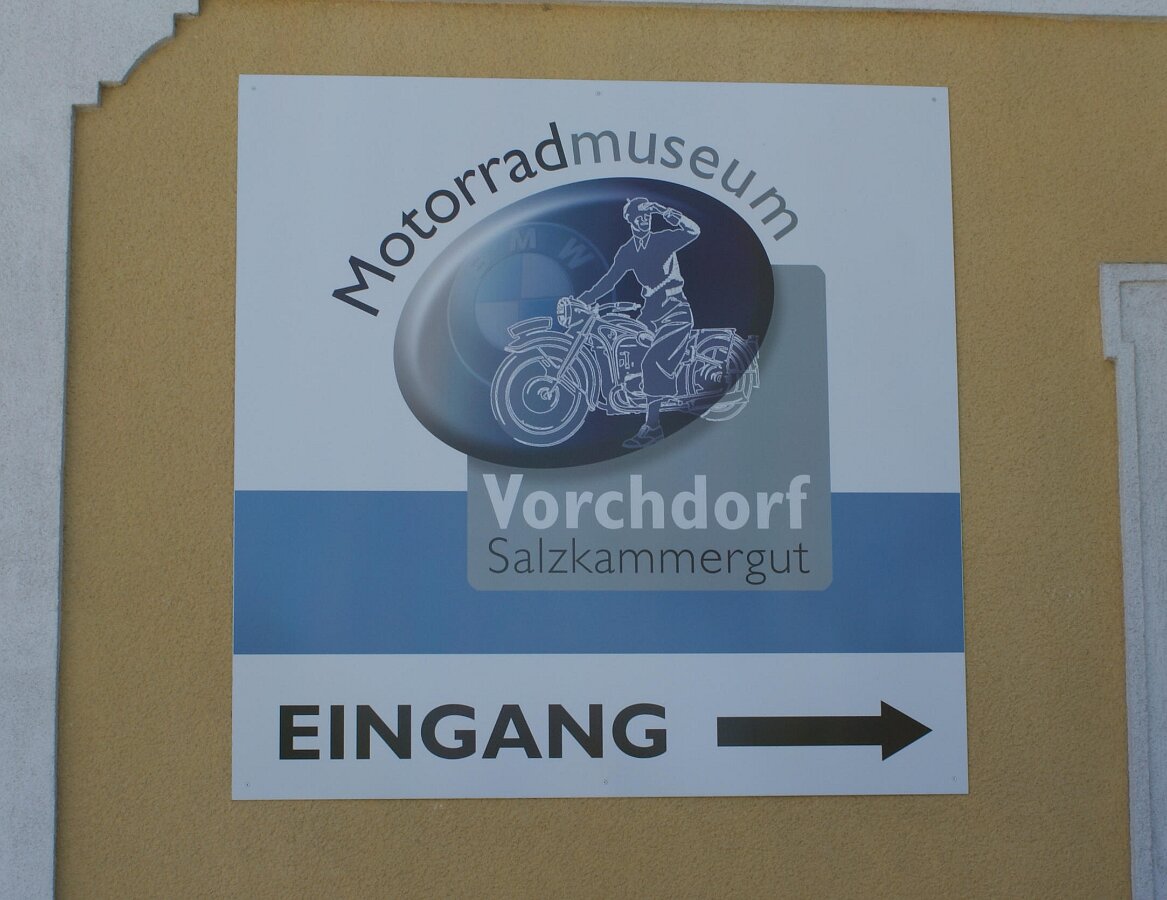 Motorradmuseum
BMW
Vorchdorf
Salzkammergut
EINGANG